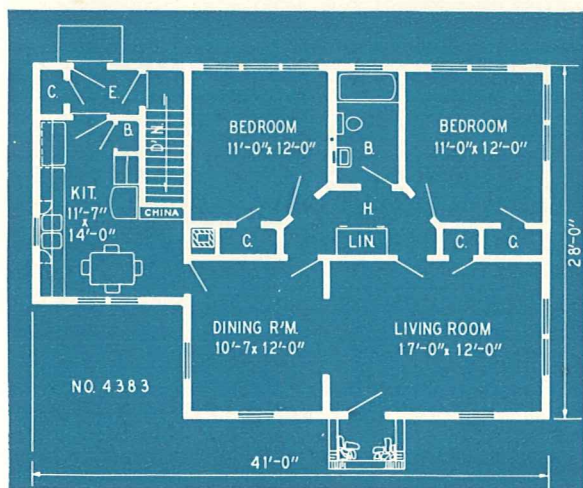 C.
E.
B.
D'N.
BEDROOM
11'-0" x 12'-0"
B.
BEDROOM
11'-0" x 12'-0"
KIT.
11'-7"
x
14'-0"
CHINA
H.
C.
LIN.
C.
C.
28'-0"
DINING R'M.
10'-7 x 12'-0"
LIVING ROOM
17'-0" x 12'-0"
NO. 4383
41'-0"